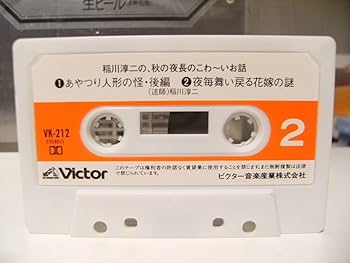 生ビール
稲川淳二の、秋の夜長のこわ〜いお話
❶あやつり人形の怪・後編 ❷夜毎舞い戻る花嫁の謎
(話師)稲川淳二
VK-212
STEREO
2
Victor
このテープは権利者の許諾なく賃貸業に使用することを禁じます。また無断複製は法律
で禁じられています。
ビクター音楽産業株式会社